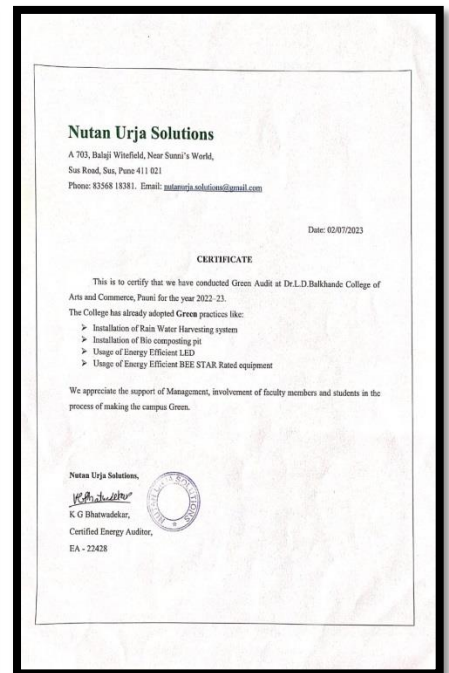 Nutan Urja Solutions
A 703, Balaji Witefield, Near Sunni's World,
Sus Road, Sus, Pune 411 021
Phone: 83568 18381. Email: nutanurja.solutions@gmail.com
Date: 02/07/2023
CERTIFICATE
This is to certify that we have conducted Green Audit at Dr.L.D.Balkhande College of
Arts and Commerce, Pauni for the year 2022-23.
The College has already adopted Green practices like:
➢ Installation of Rain Water Harvesting system
➢ Installation of Bio composting pit
➢ Usage of Energy Efficient LED
➢ Usage of Energy Efficient BEE STAR Rated equipment
We appreciate the support of Management, involvement of faculty members and students in the
process of making the campus Green.
Nutan Urja Solutions,
KGBhatwadekar
K G Bhatwadekar,
Certified Energy Auditor,
EA - 22428
NUTAN URJA SOLUTIONS